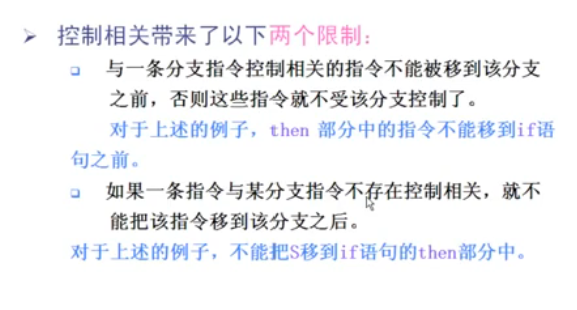 控制相关带来了以下两个限制：
与一条分支指令控制相关的指令不能被移到该分支
之前，否则这些指令就不受该分支控制了。
对于上述的例子，then 部分中的指令不能移到if语
句之前。
如果一条指令与某分支指令不存在控制相关，就不
能把该指令移到该分支之后。
对于上述的例子，不能把S移到if语句的then部分中。